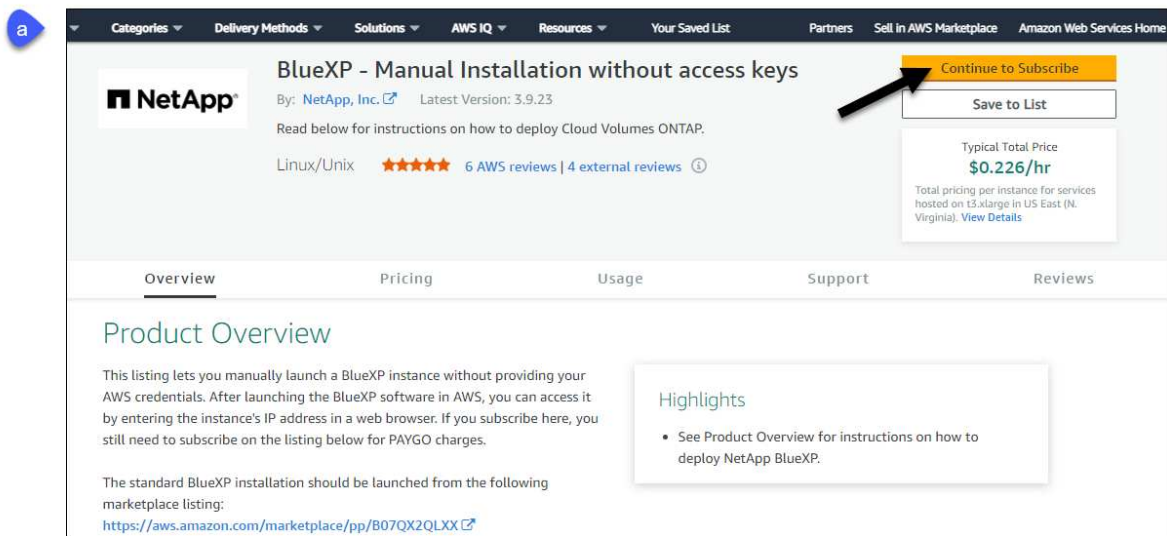 a
Categories Delivery Methods Solutions AWS IQ Resources Your Saved List Partners Sell in AWS Marketplace Amazon Web Services Home
NetApp
BlueXP - Manual Installation without access keys
By: NetApp, Inc. Latest Version: 3.9.23
Read below for instructions on how to deploy Cloud Volumes ONTAP.
Linux/Unix 6 AWS reviews | 4 external reviews
Continue to Subscribe
Save to List
Typical Total Price
$0.226/hr
Total pricing per instance for services
hosted on t3.xlarge in US East (N.
Virginia). View Details
Overview Pricing Usage Support Reviews
Product Overview
This listing lets you manually launch a BlueXP instance without providing your
AWS credentials. After launching the BlueXP software in AWS, you can access it
by entering the instance's IP address in a web browser. If you subscribe here, you
still need to subscribe on the listing below for PAYGO charges.
The standard BlueXP installation should be launched from the following
marketplace listing:
https://aws.amazon.com/marketplace/pp/B07QX2QLXX
Highlights
• See Product Overview for instructions on how to
deploy NetApp BlueXP.